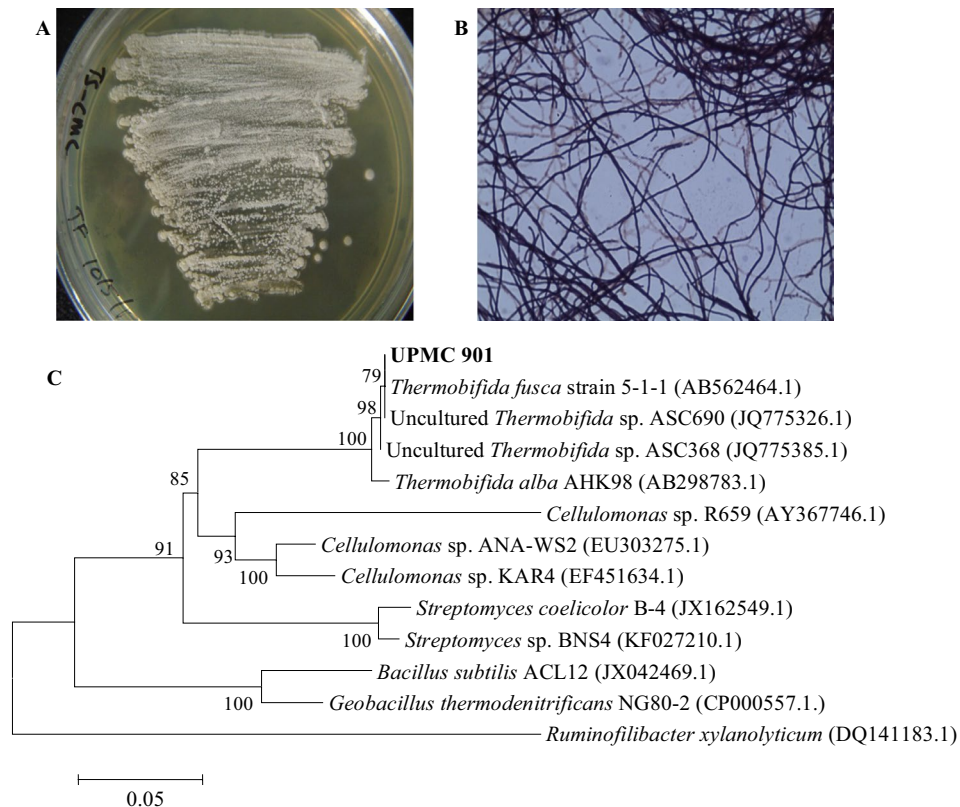 A
B
TS-CMC
TF 10/5/11
C
UPMC 901
79
Thermobifida fusca strain 5-1-1 (AB562464.1)
98
Uncultured Thermobifida sp. ASC690 (JQ775326.1)
100
Uncultured Thermobifida sp. ASC368 (JQ775385.1)
Thermobifida alba AHK98 (AB298783.1)
85
Cellulomonas sp. R659 (AY367746.1)
91
93
Cellulomonas sp. ANA-WS2 (EU303275.1)
100
Cellulomonas sp. KAR4 (EF451634.1)
Streptomyces coelicolor B-4 (JX162549.1)
100
Streptomyces sp. BNS4 (KF027210.1)
Bacillus subtilis ACL12 (JX042469.1)
100
Geobacillus thermodenitrificans NG80-2 (CP000557.1.)
Ruminofilibacter xylanolyticum (DQ141183.1)
0.05